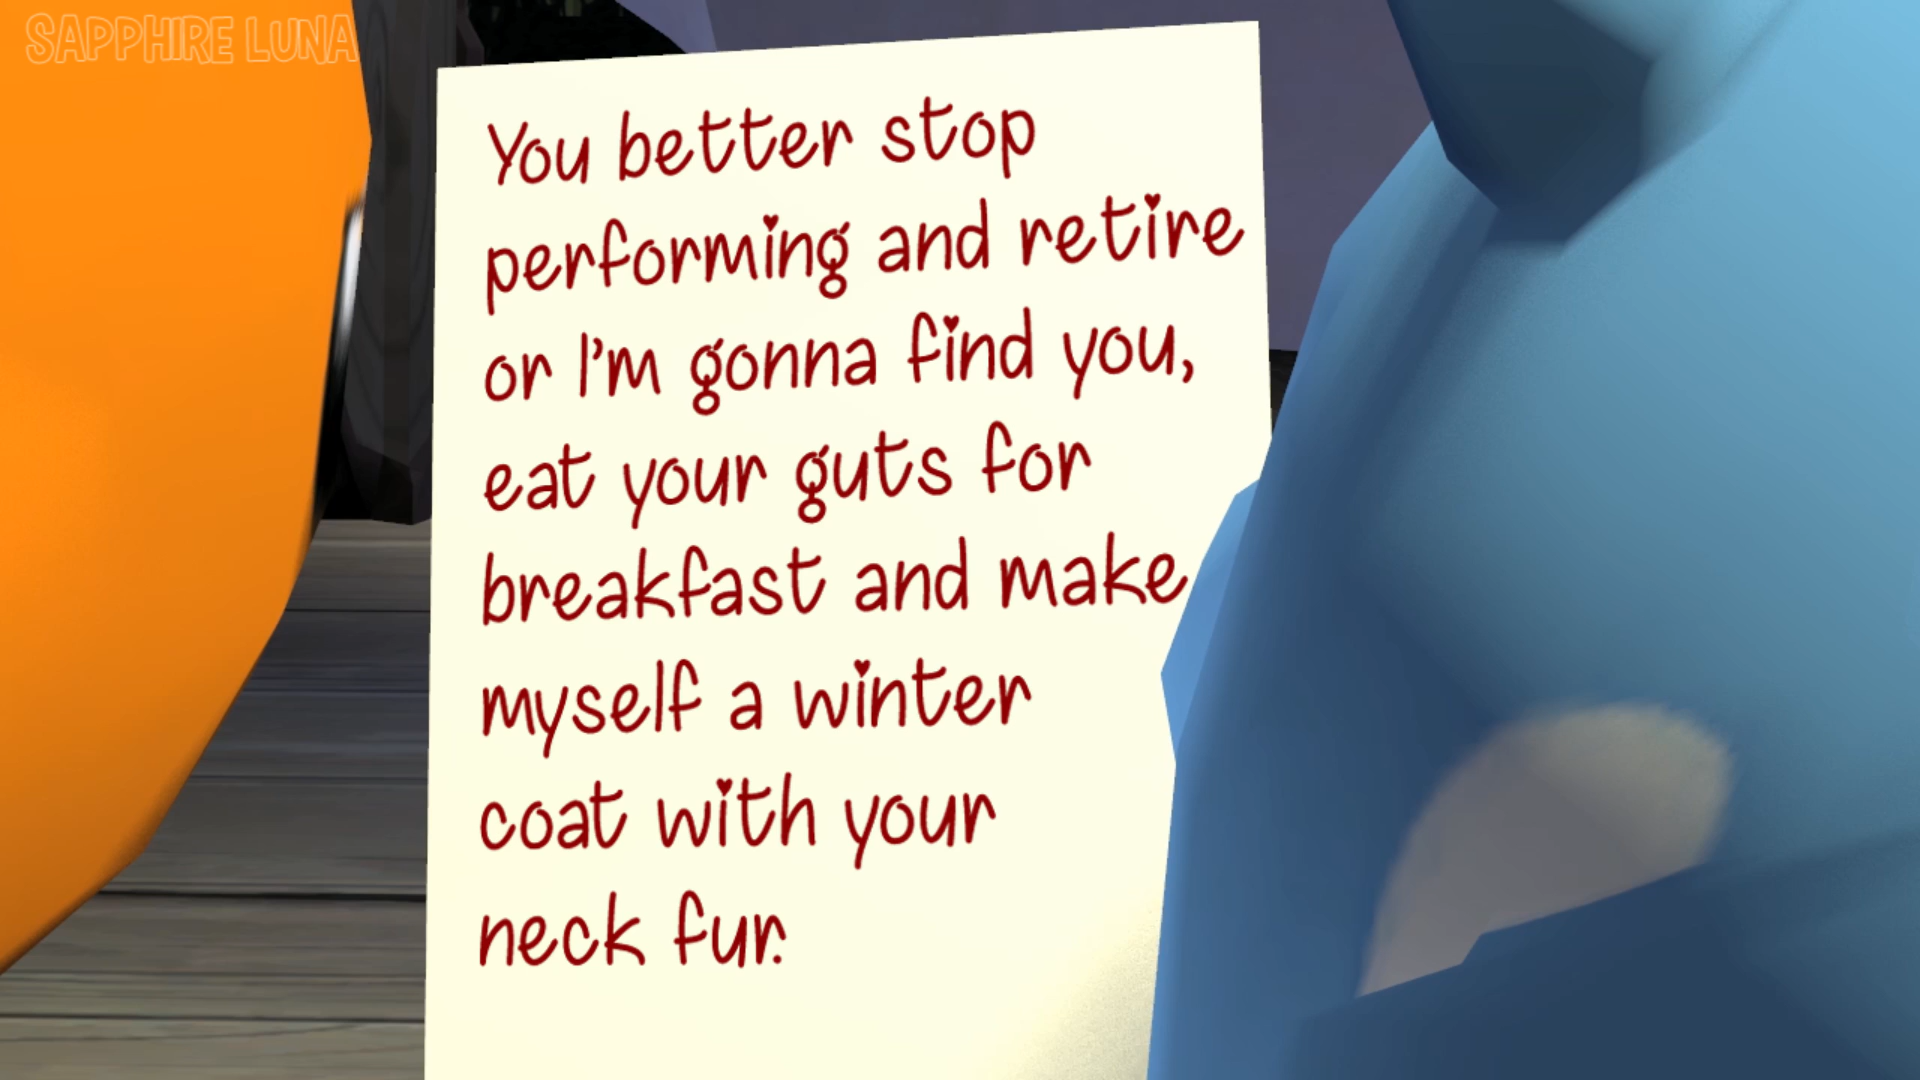 SAPPHIRE LUNA
You better stop
performing and retire
or I'm gonna find you,
eat your guts for
breakfast and make
myself a winter
coat with your
neck fur.